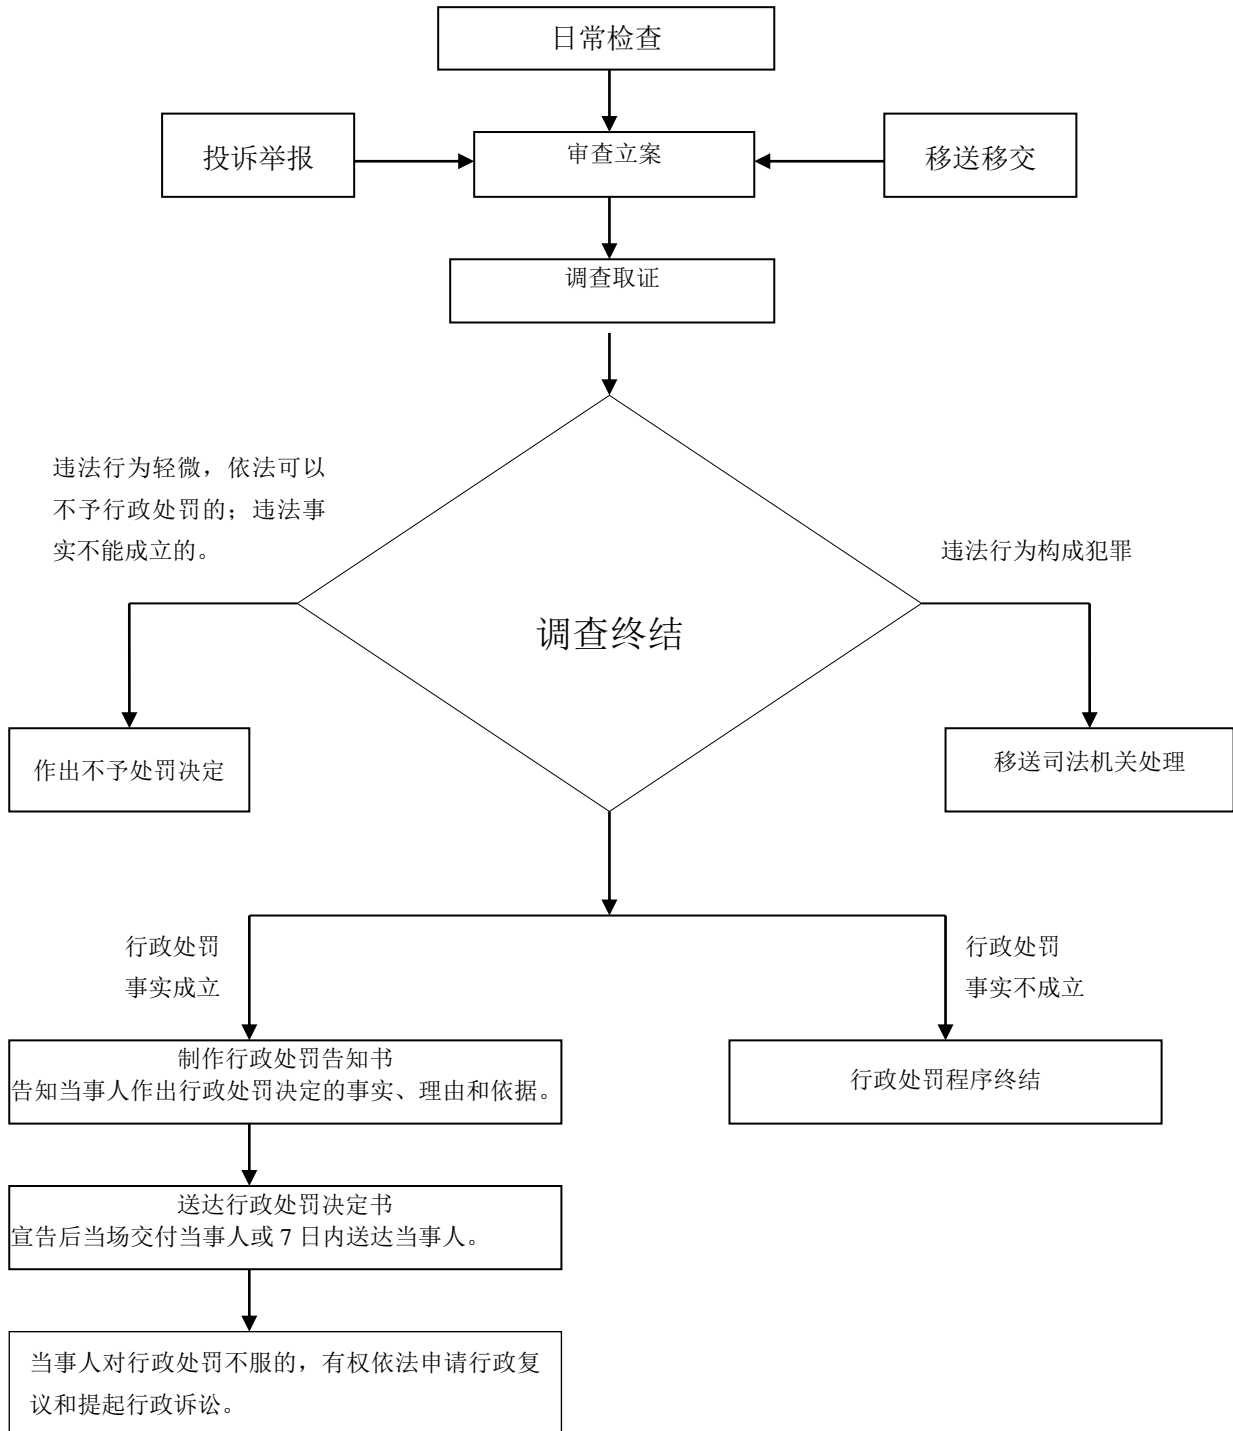 日常检查
投诉举报
审查立案
移送移交
调查取证
违法行为轻微，依法可以
不予行政处罚的；违法事
实不能成立的。
违法行为构成犯罪
调查终结
作出不予处罚决定
移送司法机关处理
行政处罚
事实成立
行政处罚
事实不成立
制作行政处罚告知书
告知当事人作出行政处罚决定的事实、理由和依据。
行政处罚程序终结
送达行政处罚决定书
宣告后当场交付当事人或 7 日内送达当事人。
当事人对行政处罚不服的，有权依法申请行政复
议和提起行政诉讼。